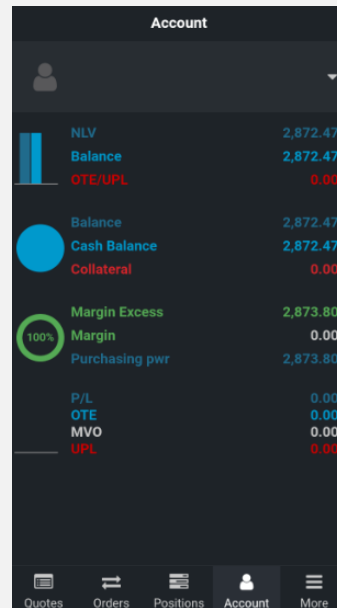 Account
NLV 2,872.47
Balance 2,872.47
OTE/UPL 0.00
Balance 2,872.47
Cash Balance 2,872.47
Collateral 0.00
Margin Excess 2,873.80
100% Margin 0.00
Purchasing pwr 2,873.80
P/L 0.00
OTE 0.00
MVO 0.00
UPL 0.00
Quotes Orders Positions Account More